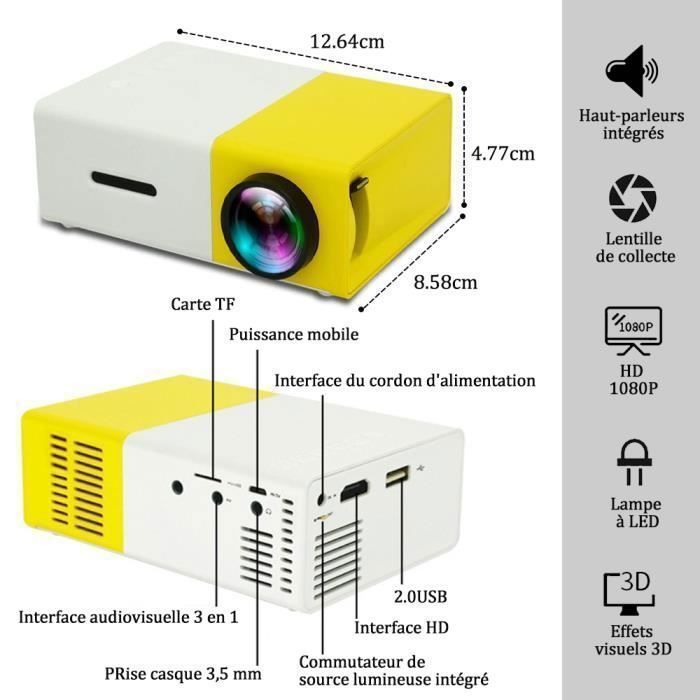 12.64cm
4.77cm
8.58cm
Carte TF
Puissance mobile
Interface du cordon d'alimentation
Interface audiovisuelle 3 en 1
PRise casque 3,5 mm
2.0USB
Interface HD
Commutateur de
source lumineuse intégré
Haut-parleurs
intégrés
Lentille
de collecte
1080P
HD
1080P
Lampe
à LED
3D
Effets
visuels 3D